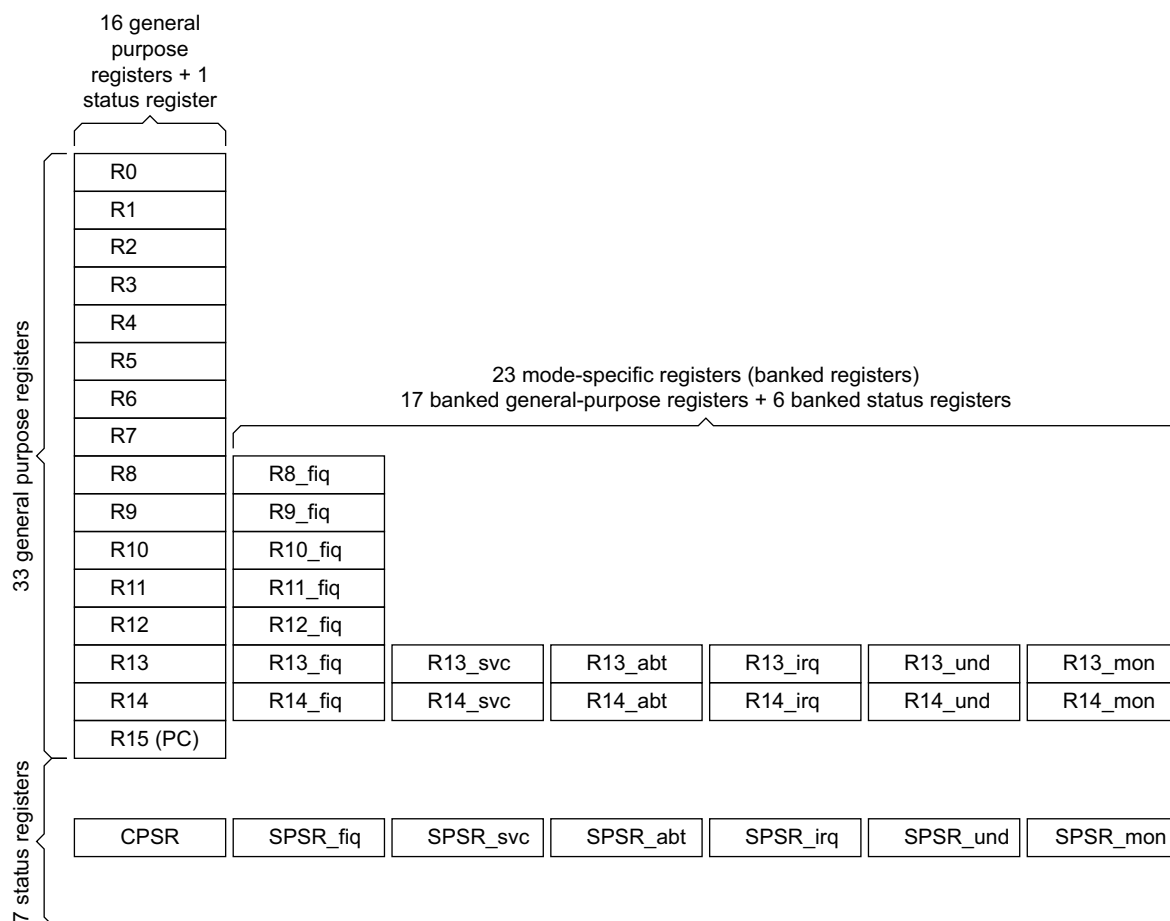 16 general
purpose
registers + 1
status register
33 general purpose registers
R0
R1
R2
R3
R4
R5
R6
R7
23 mode-specific registers (banked registers)
17 banked general-purpose registers + 6 banked status registers
R8 R8_fiq
R9 R9_fiq
R10 R10_fiq
R11 R11_fiq
R12 R12_fiq
R13 R13_fiq R13_svc R13_abt R13_irq R13_und R13_mon
R14 R14_fiq R14_svc R14_abt R14_irq R14_und R14_mon
R15 (PC)
7 status registers
CPSR SPSR_fiq SPSR_svc SPSR_abt SPSR_irq SPSR_und SPSR_mon